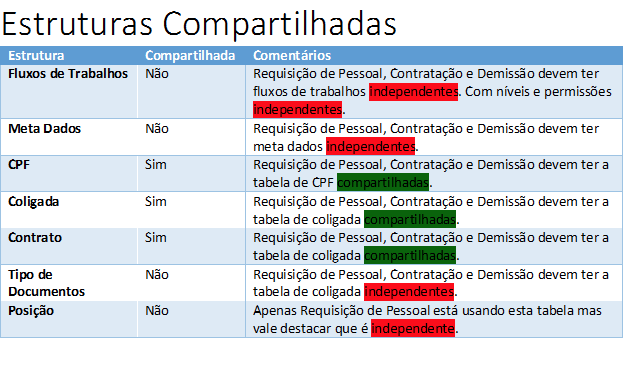 Estruturas Compartilhadas
Estrutura Compartilhada Comentários
Fluxos de Trabalhos Não Requisição de Pessoal, Contratação e Demissão devem ter
fluxos de trabalhos independentes. Com níveis e permissões
independentes.
Meta Dados Não Requisição de Pessoal, Contratação e Demissão devem ter
meta dados independentes.
CPF Sim Requisição de Pessoal, Contratação e Demissão devem ter a
tabela de CPF compartilhadas.
Coligada Sim Requisição de Pessoal, Contratação e Demissão devem ter a
tabela de coligada compartilhadas.
Contrato Sim Requisição de Pessoal, Contratação e Demissão devem ter a
tabela de coligada compartilhadas.
Tipo de Não Requisição de Pessoal, Contratação e Demissão devem ter a
Documentos tabela de coligada independentes.
Posição Não Apenas Requisição de Pessoal está usando esta tabela mas
vale destacar que é independente.